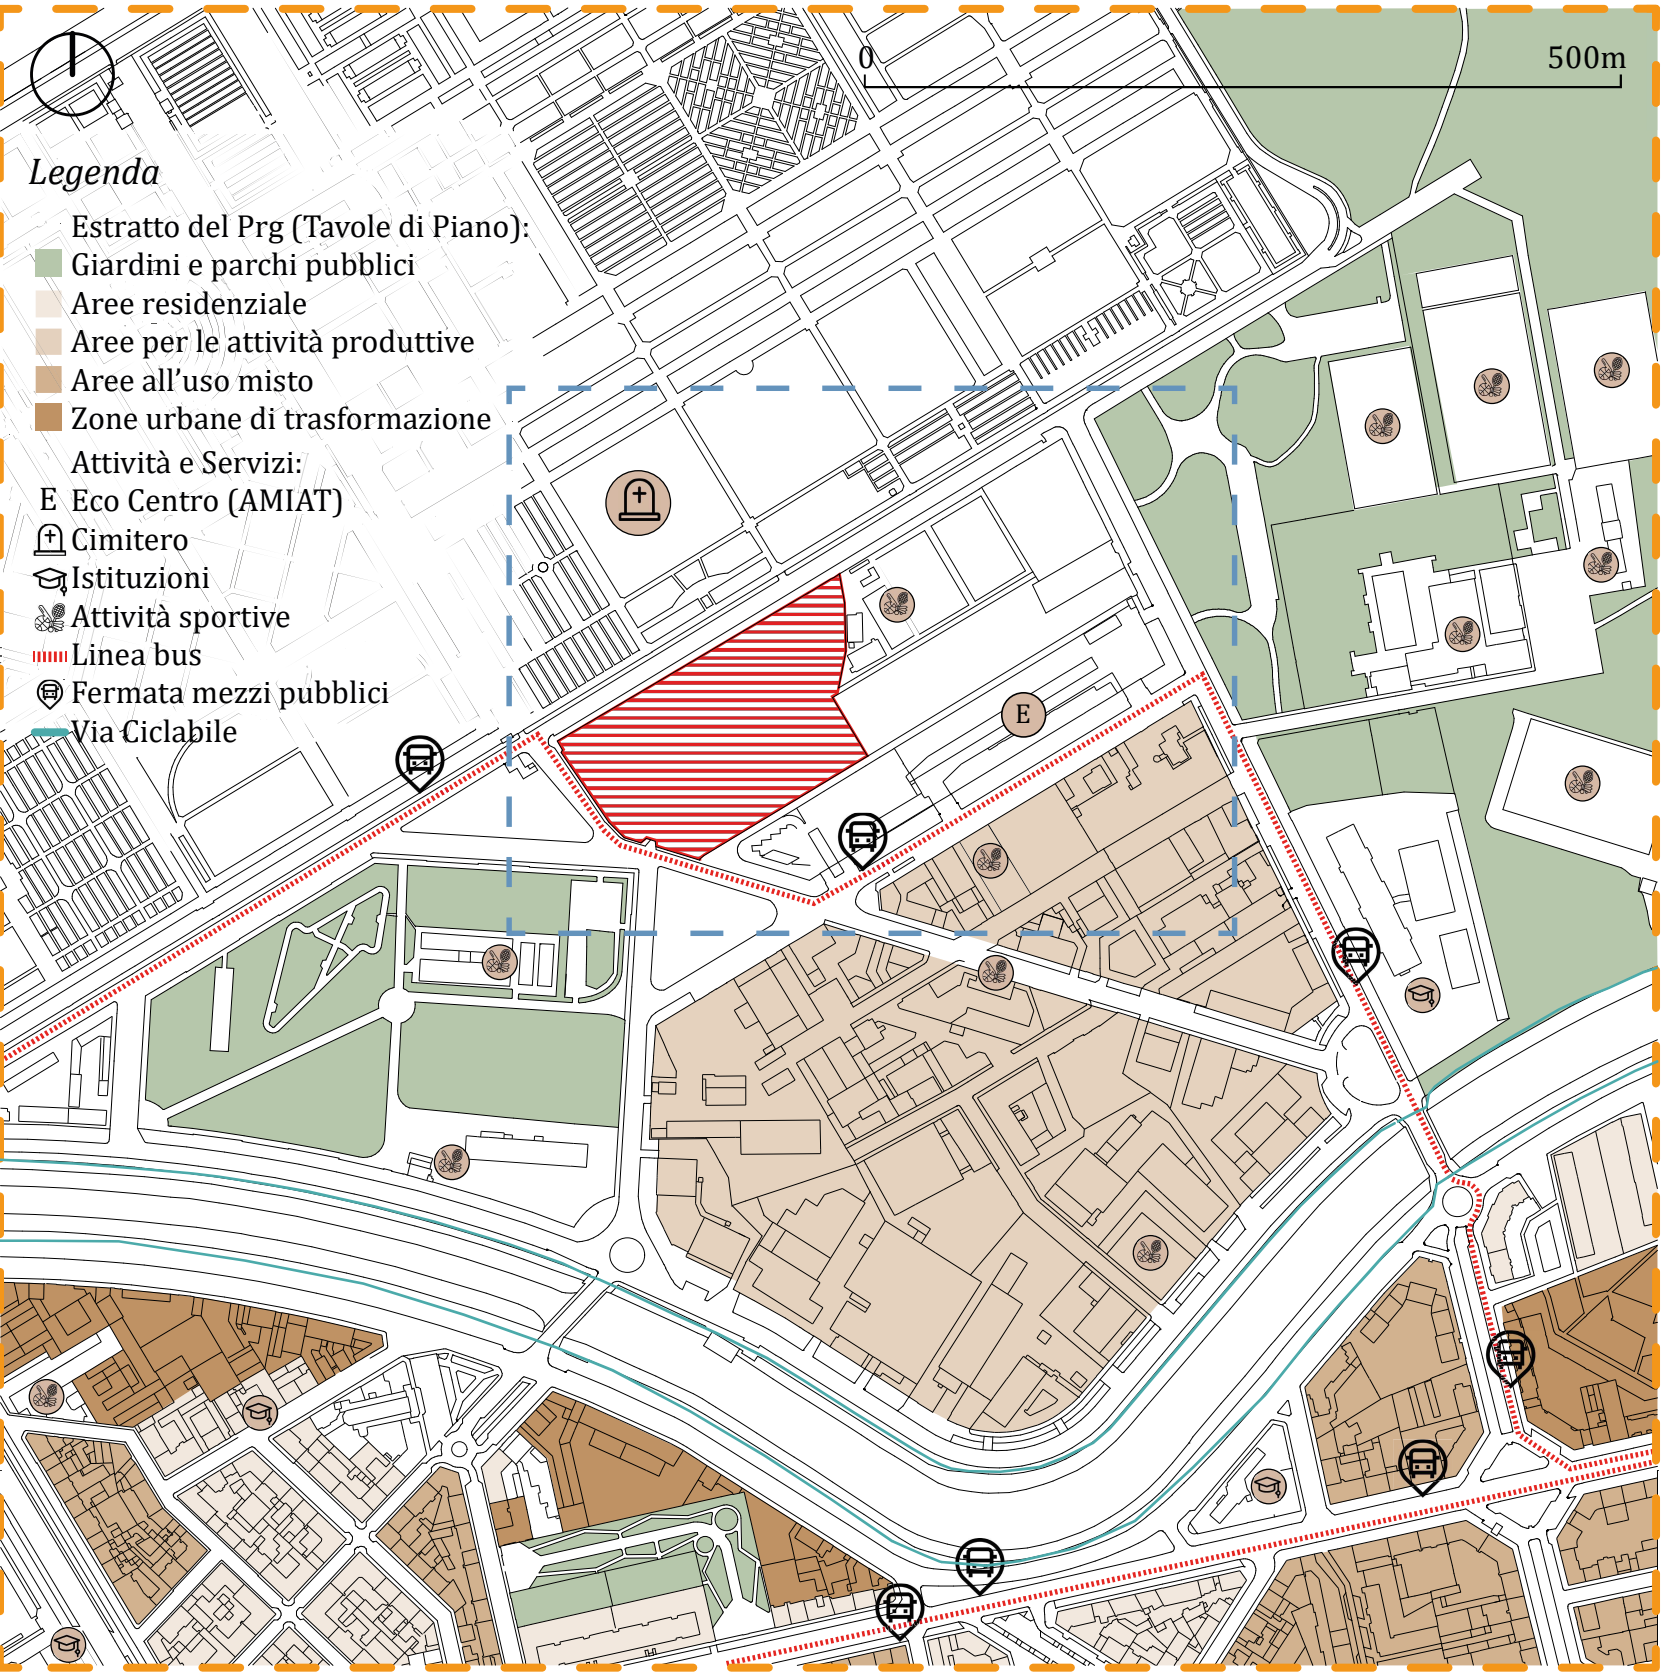 0 500m
Legenda
Estratto del Prg (Tavole di Piano):
Giardini e parchi pubblici
Aree residenziale
Aree per le attività produttive
Aree all'uso misto
Zone urbane di trasformazione
Attività e Servizi:
E Eco Centro (AMIAT)
Cimitero
Istituzioni
Attività sportive
Linea bus
Fermata mezzi pubblici
Via Ciclabile
E